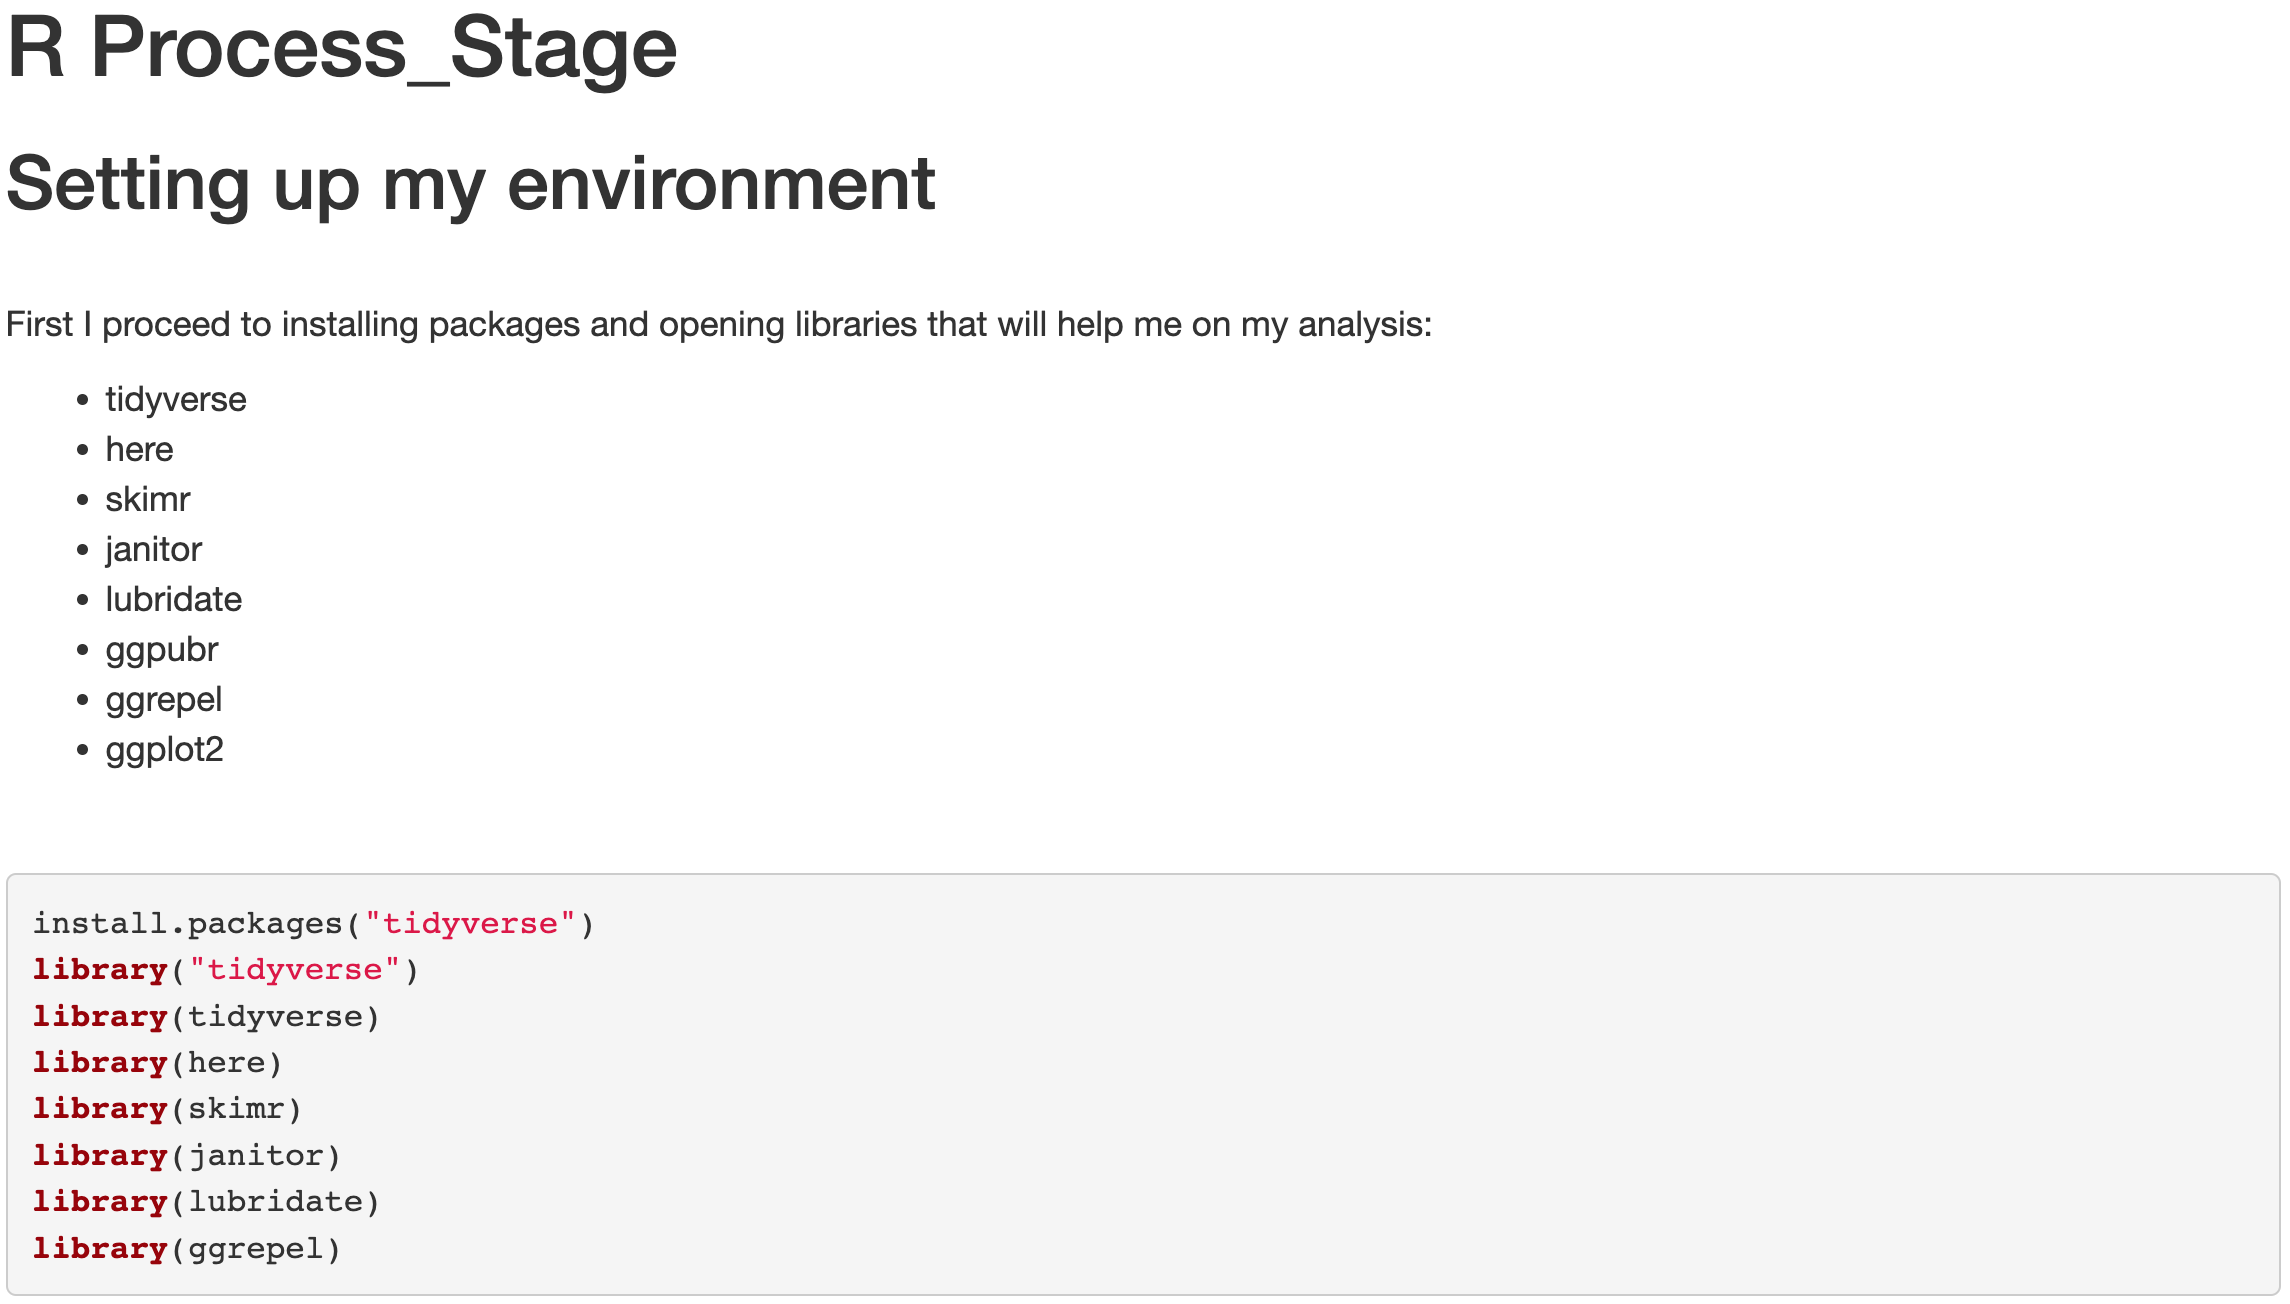 R Process_Stage
Setting up my environment
First I proceed to installing packages and opening libraries that will help me on my analysis:
• tidyverse
• here
• skimr
• janitor
• lubridate
• ggpubr
• ggrepel
• ggplot2
install.packages("tidyverse")
library("tidyverse")
library(tidyverse)
library(here)
library(skimr)
library(janitor)
library(lubridate)
library(ggrepel)